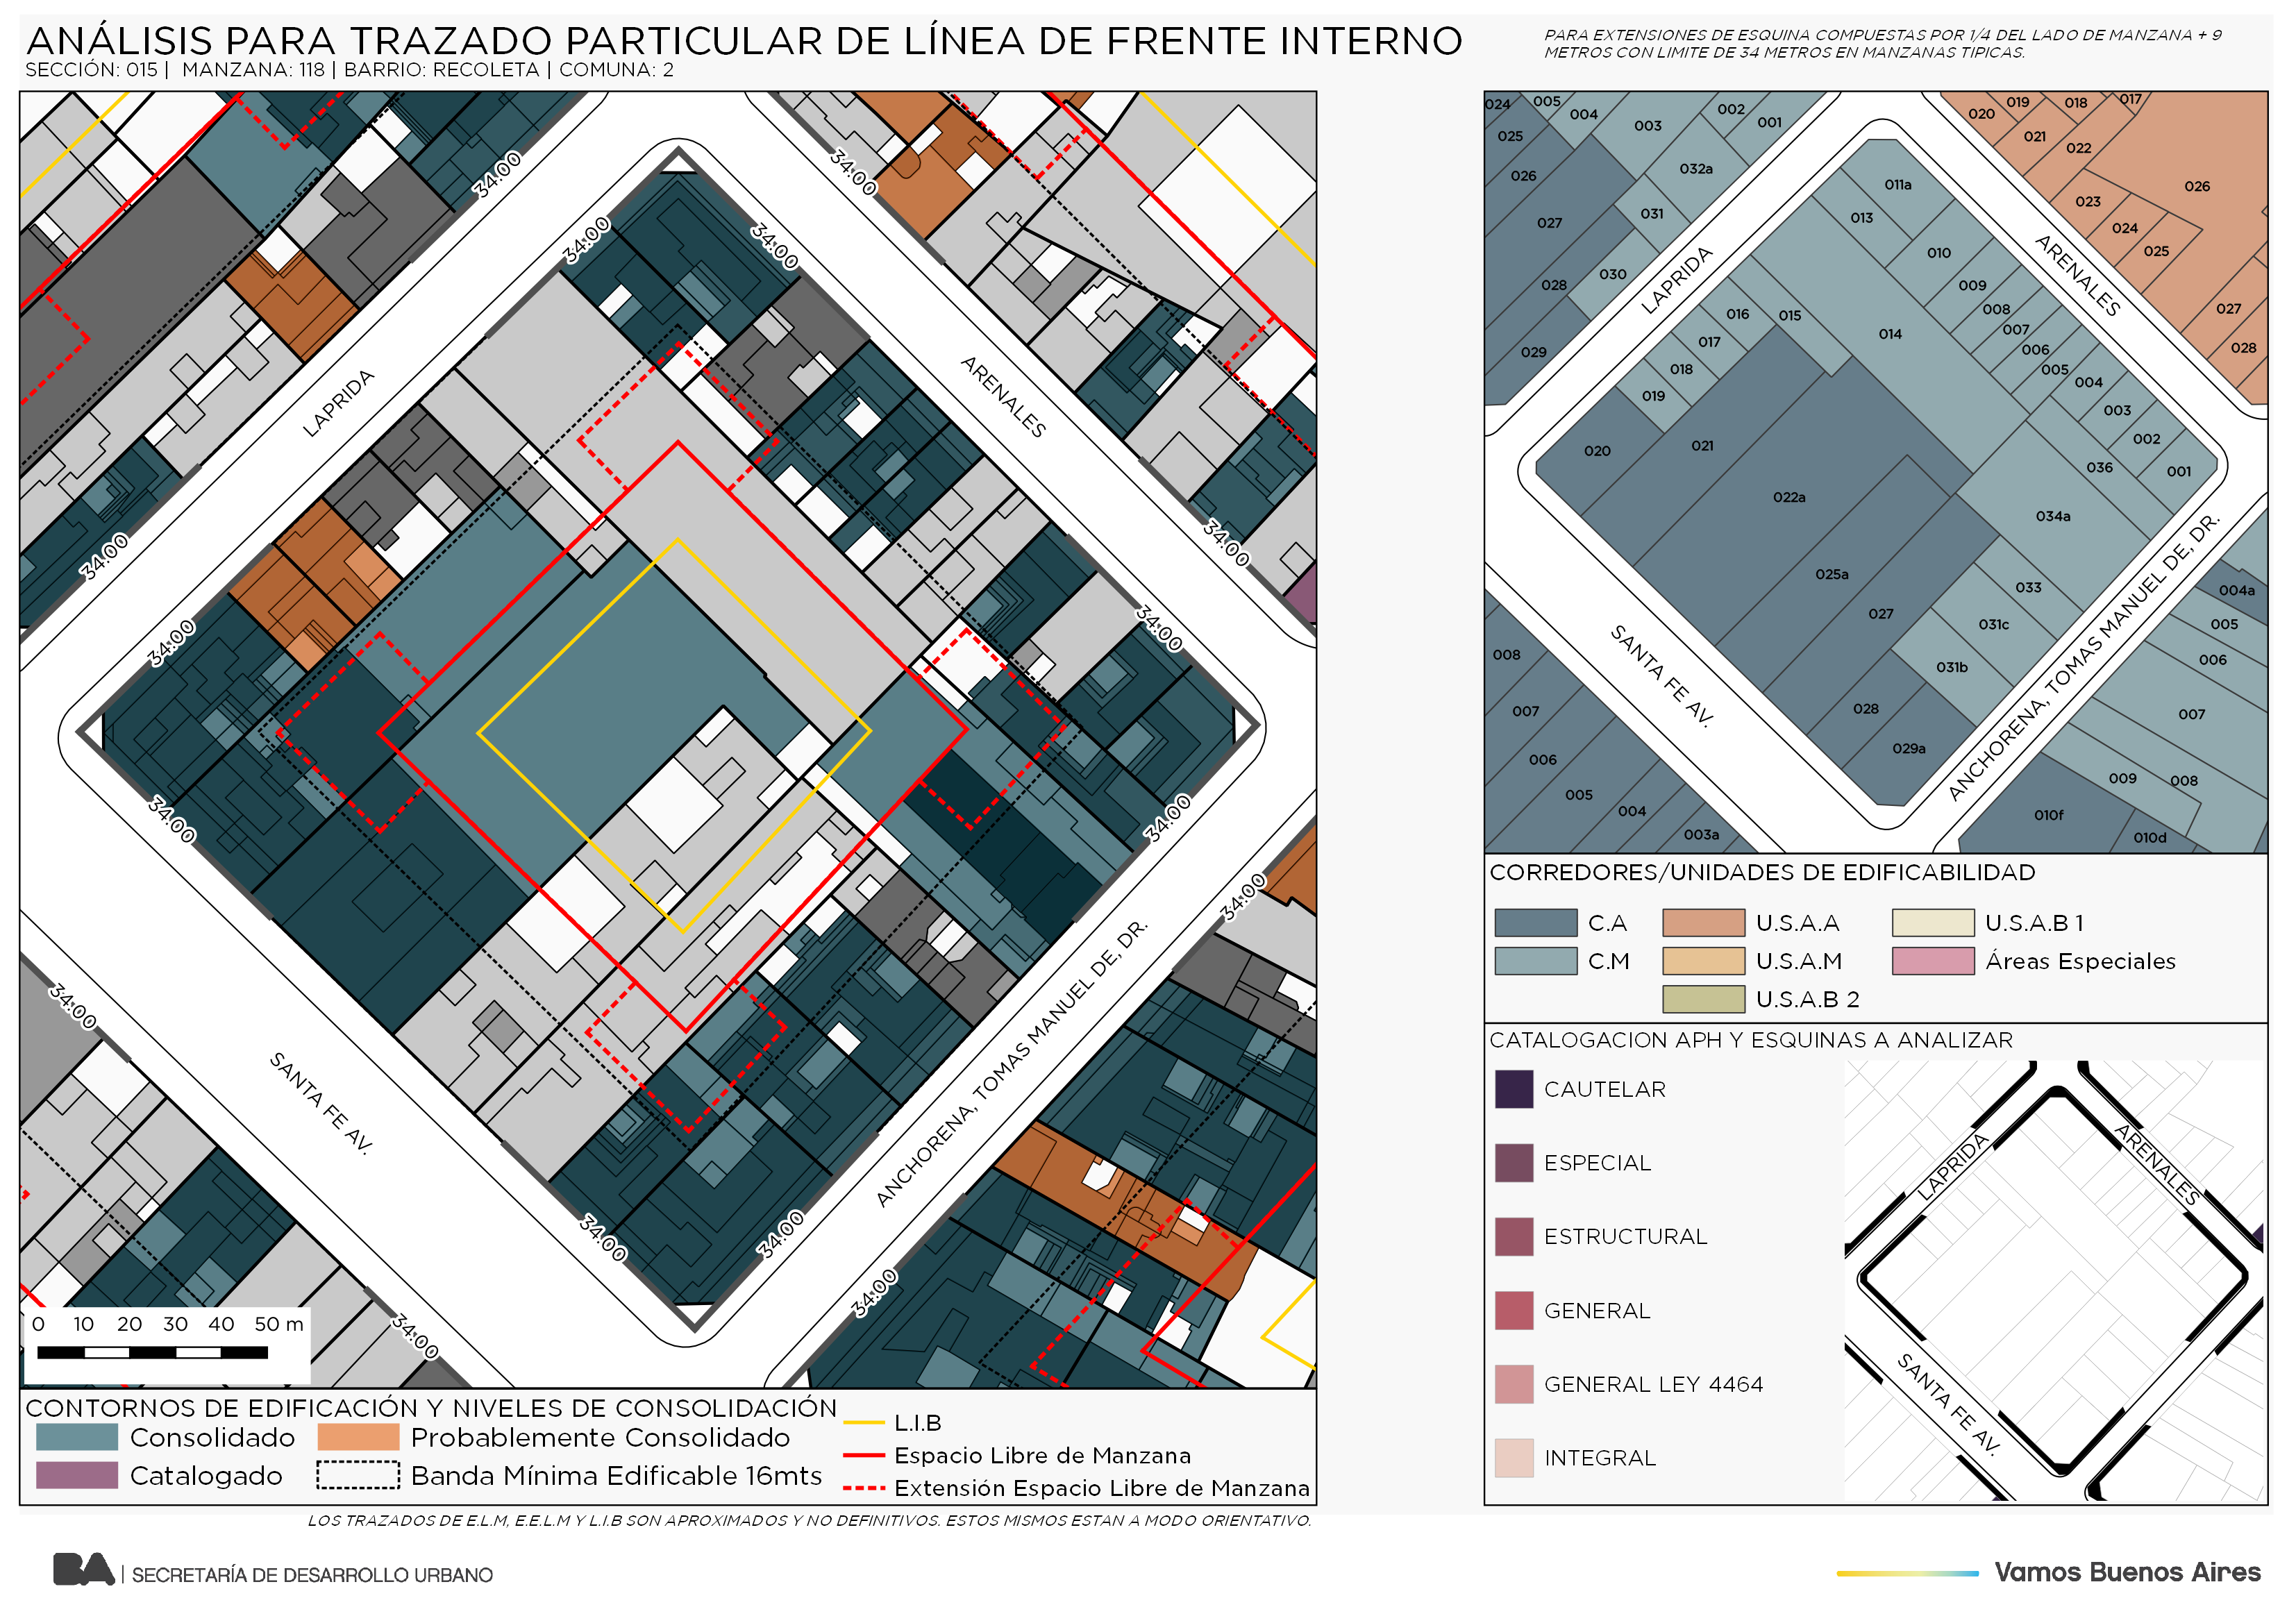 ANÁLISIS PARA TRAZADO PARTICULAR DE LÍNEA DE FRENTE INTERNO
SECCIÓN: 015 | MANZANA: 118 | BARRIO: RECOLETA | COMUNA: 2
PARA EXTENSIONES DE ESQUINA COMPUESTAS POR 1/4 DEL LADO DE MANZANA + 9
METROS CON LIMITE DE 34 METROS EN MANZANAS TIPICAS.
34:00
34:00
34:00
34:00
LAPRIDA
ARENALES
34:00
34:00
34:00
34:00
34:00
34:00
34:00
34:00
SANTA FE AV.
ANCHORENA, TOMAS MANUEL DE, DR.
34:00
34:00
34:00
34:00
0 10 20 30 40 50 m
CONTORNOS DE EDIFICACIÓN Y NIVELES DE CONSOLIDACIÓN
Consolidado
Probablemente Consolidado
Catalogado
Banda Mínima Edificable 16mts
L.I.B
Espacio Libre de Manzana
Extensión Espacio Libre de Manzana
LOS TRAZADOS DE E.L.M, E.E.L.M Y L.I.B SON APROXIMADOS Y NO DEFINITIVOS. ESTOS MISMOS ESTAN A MODO ORIENTATIVO.
024 005 004 003 002 001
025
026
027
028
029
032a
031
030
020 019 018 017
021
022
026
023
024
025
027
028
LAPRIDA
ARENALES
011a
013
010
009
008
007
006
005
004
003
002
001
016
015
014
017
018
019
020
021
022a
036
034a
025a
027
033
031c
031b
028
029a
SANTA FE AV.
ANCHORENA, TOMAS MANUEL DE, DR.
008
007
006
005
004
003a
004a
005
006
007
009
008
010f
010d
CORREDORES/UNIDADES DE EDIFICABILIDAD
C.A
U.S.A.A
U.S.A.B 1
C.M
U.S.A.M
Áreas Especiales
U.S.A.B 2
CATALOGACION APH Y ESQUINAS A ANALIZAR
CAUTELAR
ESPECIAL
ESTRUCTURAL
GENERAL
GENERAL LEY 4464
INTEGRAL
LAPRIDA
ARENALES
SANTA FE AV.
BA | SECRETARÍA DE DESARROLLO URBANO
Vamos Buenos Aires